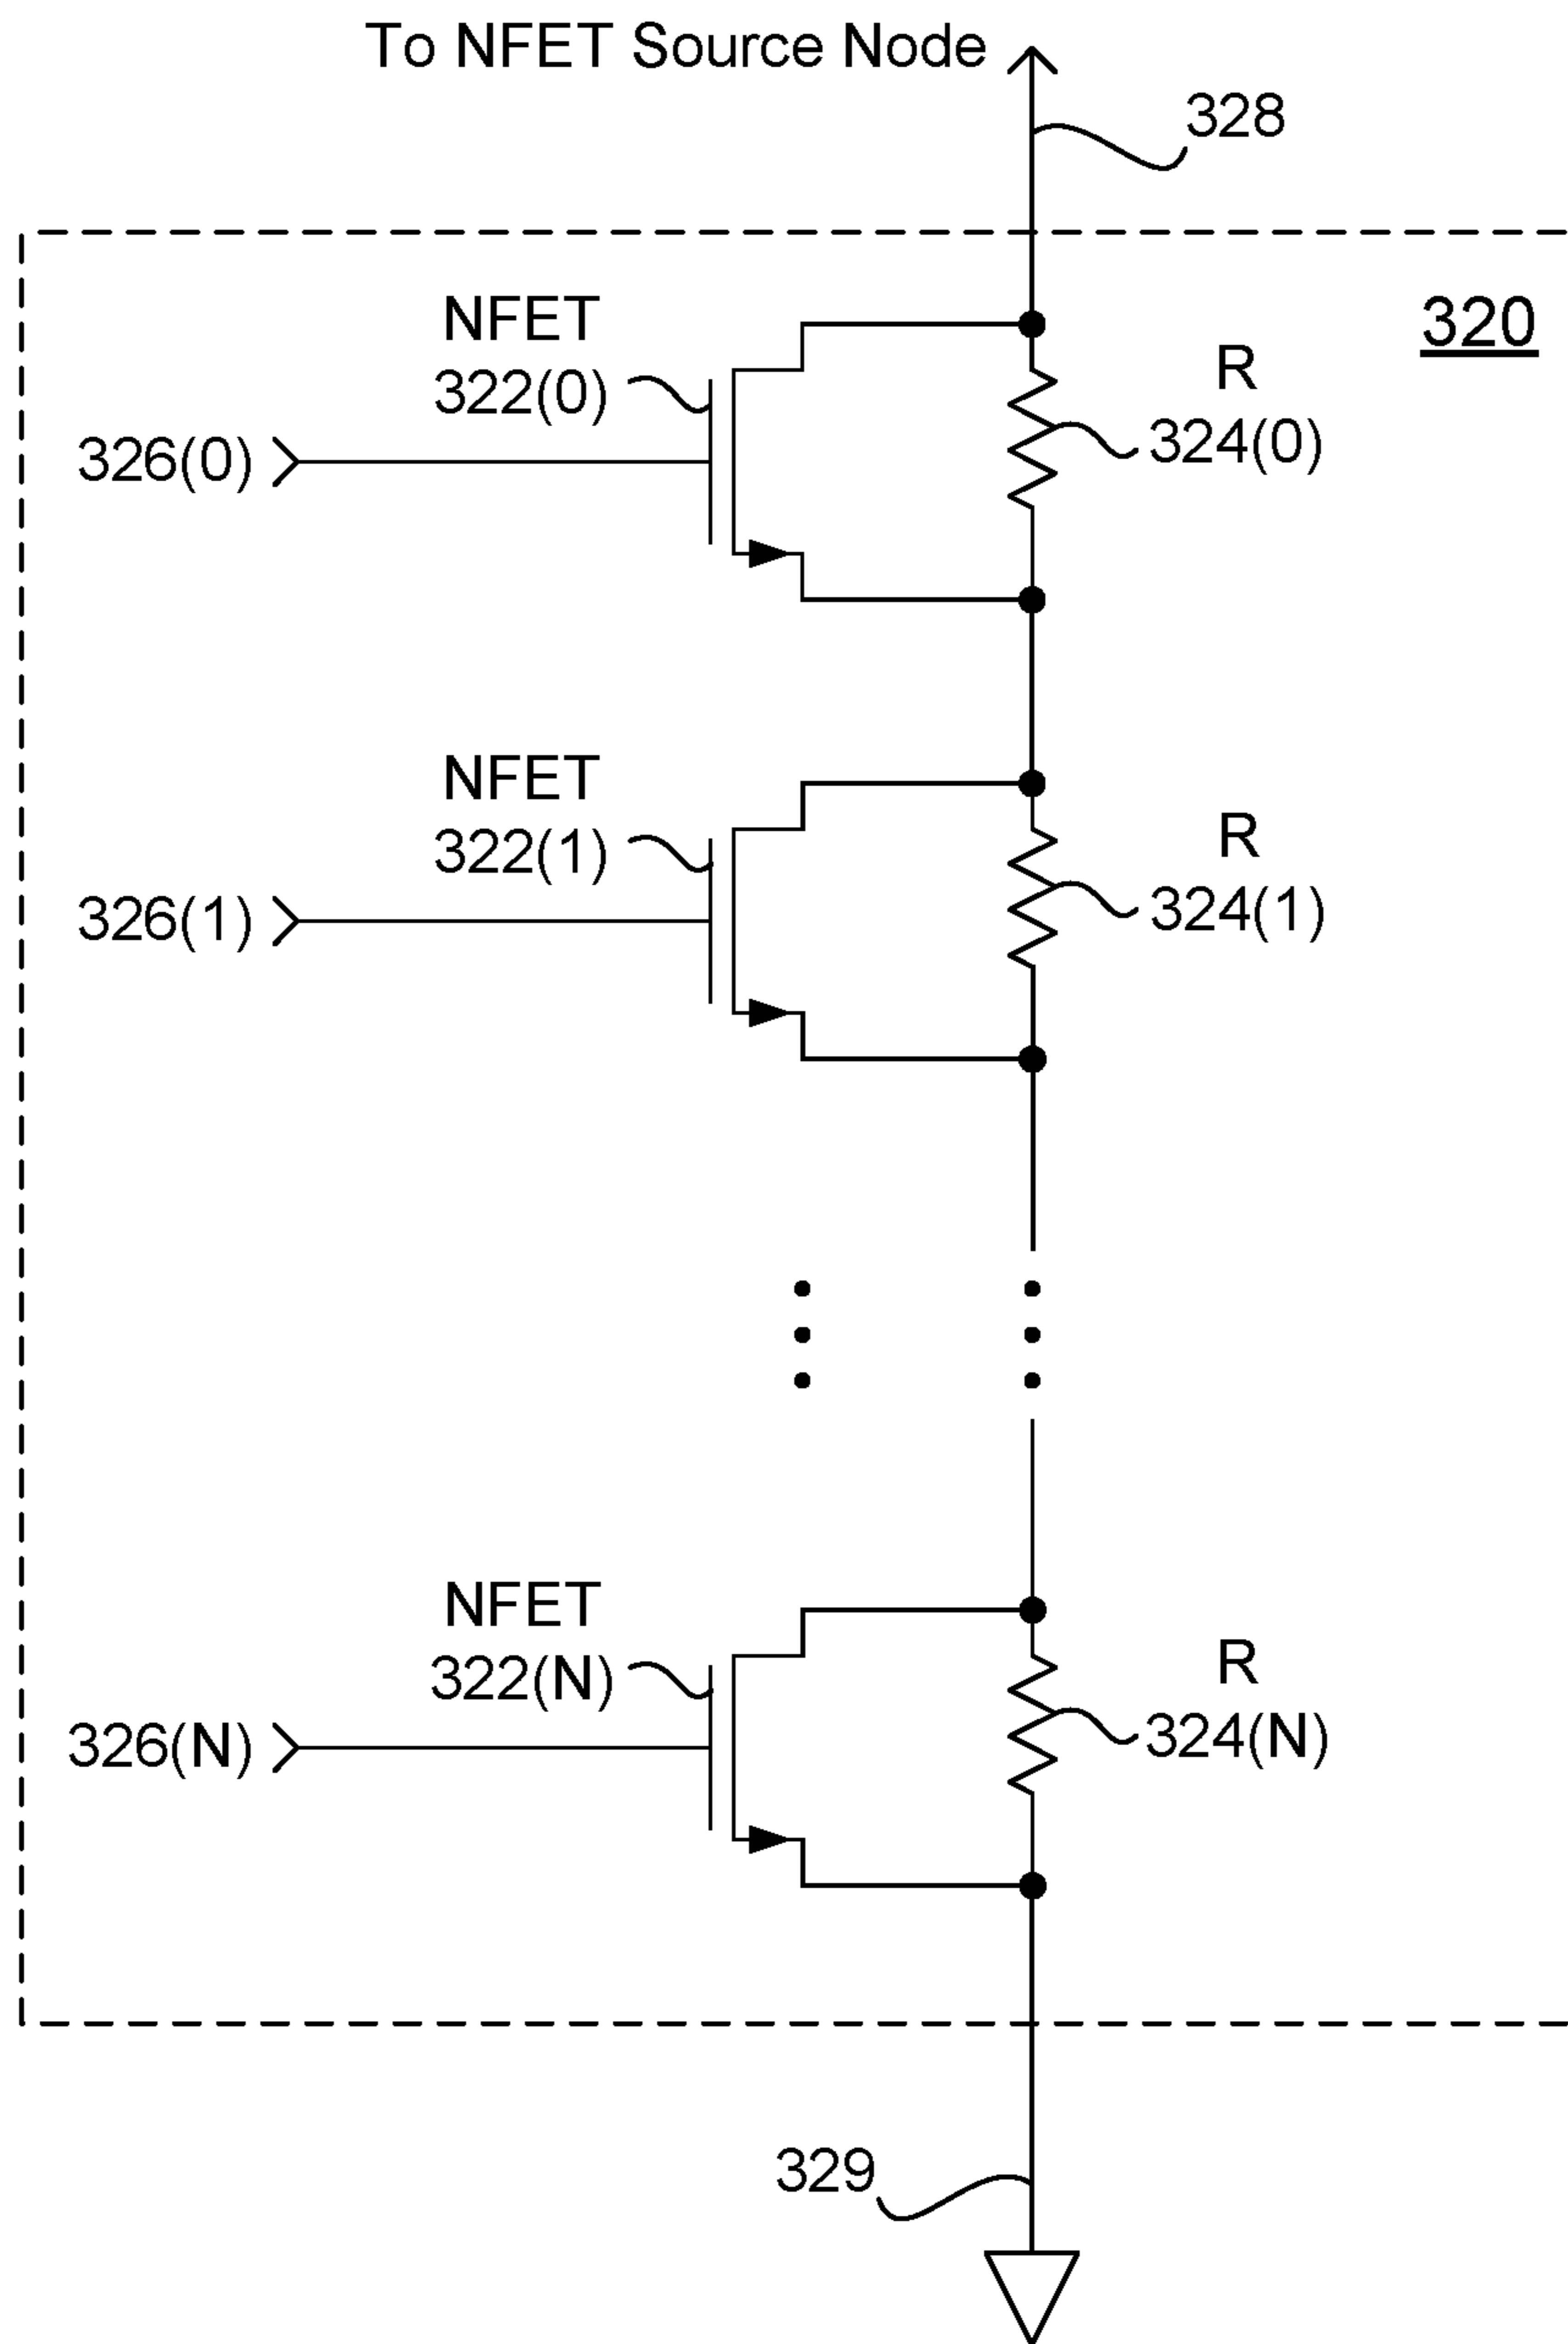 To NFET Source Node
328
320
NFET
322(0)
R
324(0)
326(0)
NFET
322(1)
R
324(1)
326(1)
NFET
322(N)
R
324(N)
326(N)
329